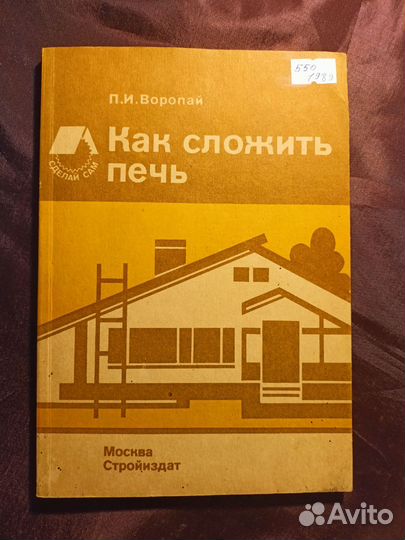 550
1989
П.И. Воропай
Как сложить
печь
СДЕЛАЙ САМ
Москва
Стройиздат
Avito